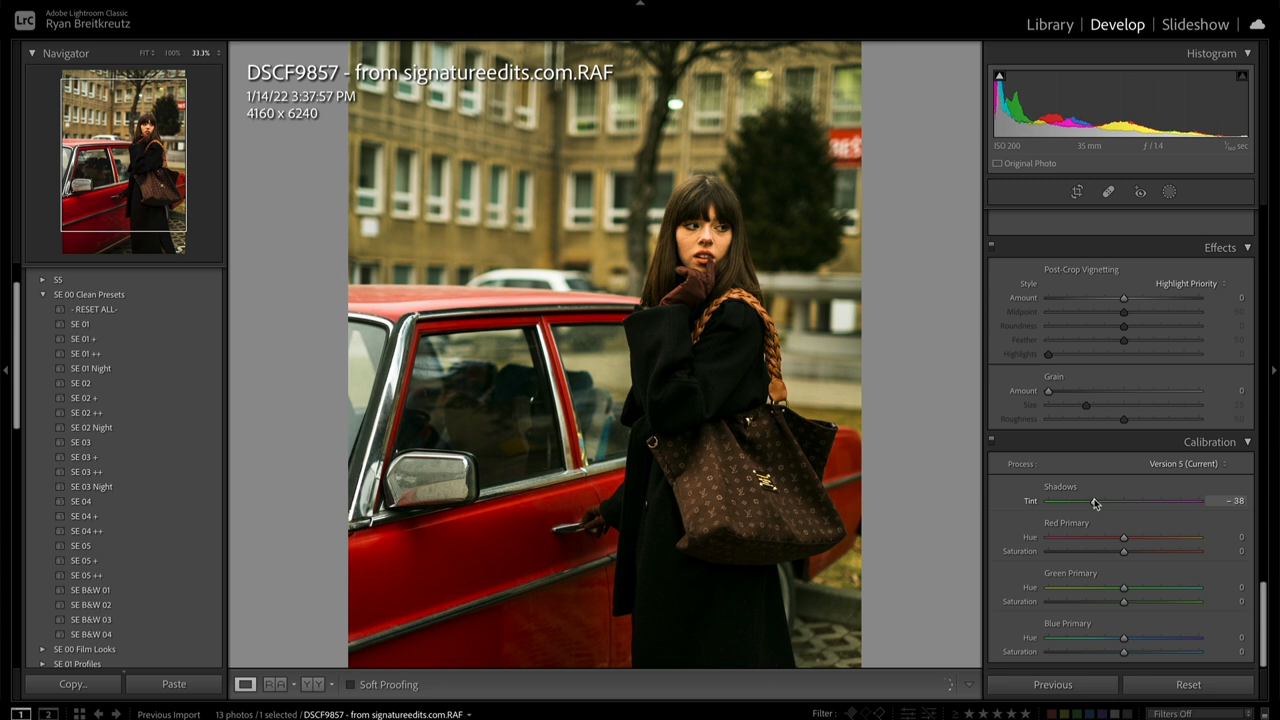 LrC
Adobe Lightroom Classic
Ryan Breitkreutz
Library | Develop | Slideshow
Navigator
FIT
100%
33.3%
S5
SE 00 Clean Presets
- RESET ALL-
SE 01
SE 01 +
SE 01 ++
SE 01 Night
SE 02
SE 02 +
SE 02 ++
SE 02 Night
SE 03
SE 03 +
SE 03 ++
SE 03 Night
SE 04
SE 04 +
SE 04 ++
SE 05
SE 05 +
SE 05 ++
SE B&W 01
SE B&W 02
SE B&W 03
SE B&W 04
SE 00 Film Looks
SE 01 Profiles
Copy...
Paste
DSCF9857 - from signatureedits.com.RAF
1/14/22 3:37:57 PM
4160 x 6240
Soft Proofing
Histogram
ISO 200
35 mm
ƒ / 1.4
Original Photo
Effects
Post-Crop Vignetting
Style
Highlight Priority
Amount 0
Midpoint 50
Roundness 0
Feather 50
Highlights 0
Grain
Amount 0
Size 25
Roughness 50
Calibration
Process :
Version 5 (Current)
Shadows
Tint – 38
Red Primary
Hue 0
Saturation 0
Green Primary
Hue 0
Saturation 0
Blue Primary
Hue 0
Saturation 0
Previous
Reset
1
2
Previous Import
13 photos / 1 selected / DSCF9857 - from signatureedits.com.RAF
Filter :
Filters Off